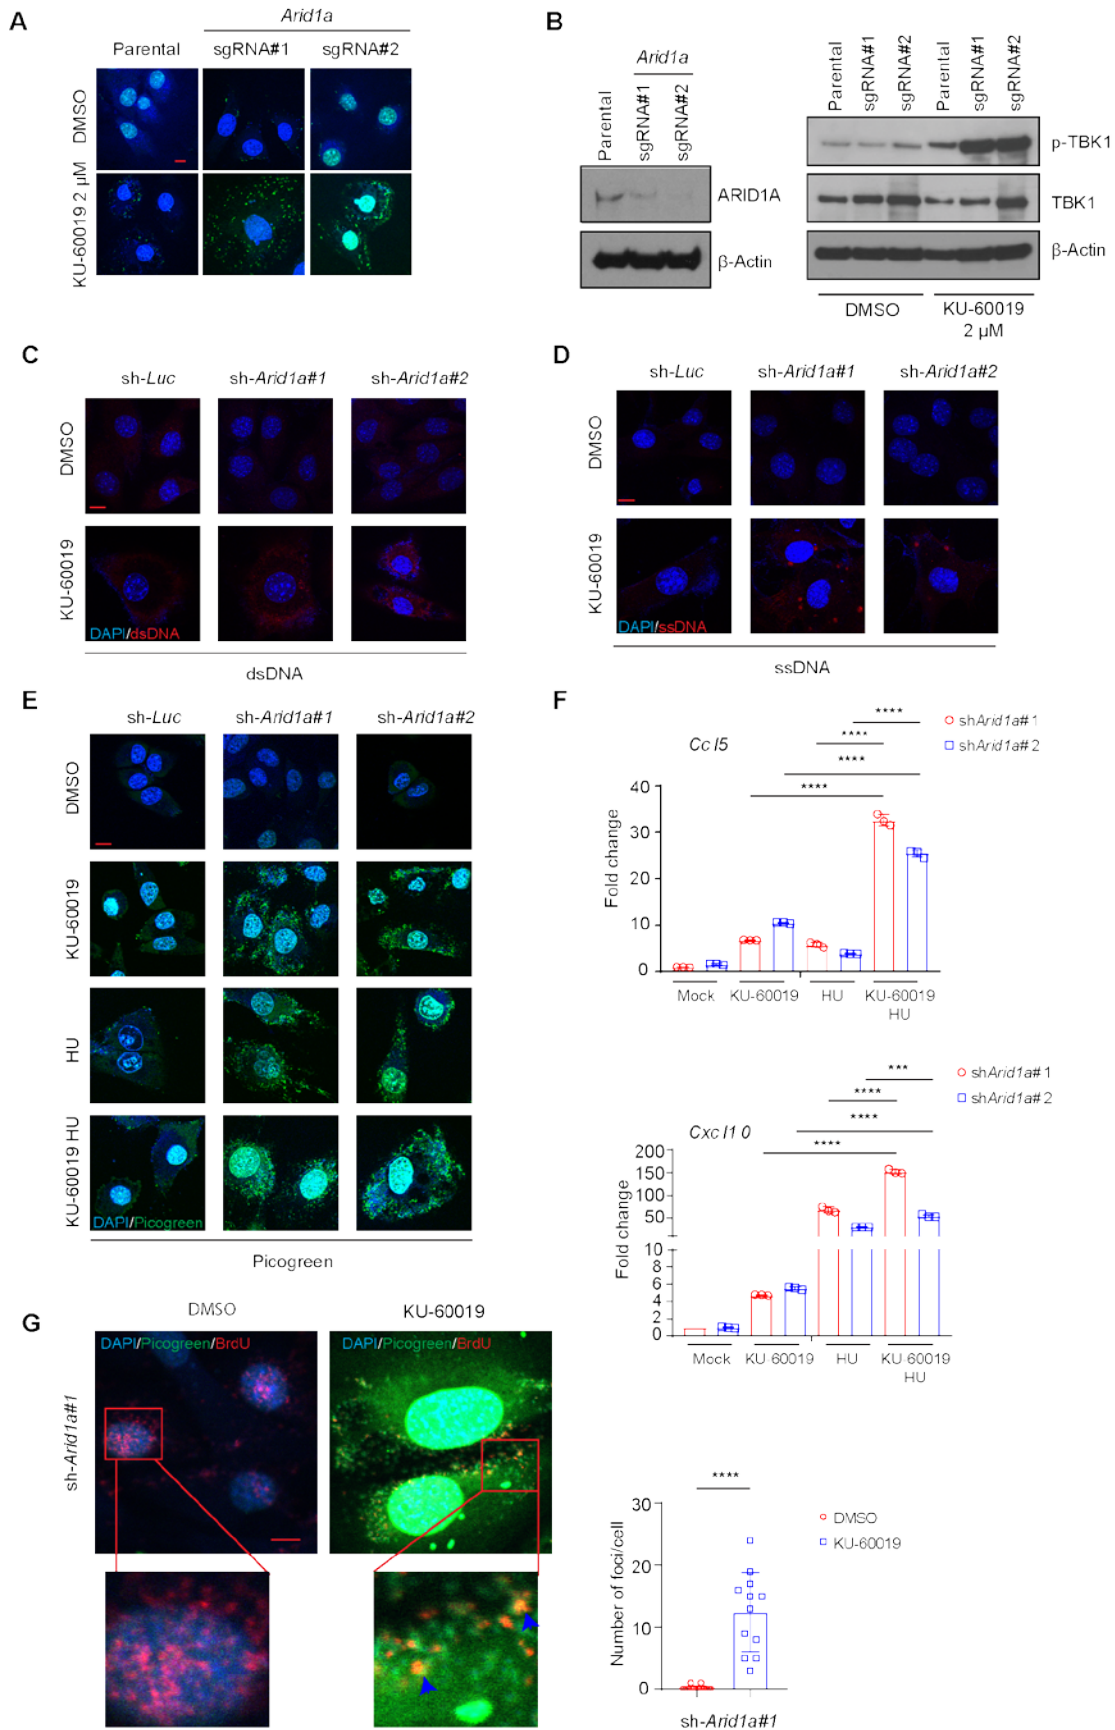 A
Arid1a
Parental sgRNA#1 sgRNA#2
DMSO
KU-60019 2 µM
B
Arid1a
Parental
sgRNA#1
sgRNA#2
ARID1A
β-Actin
Parental
sgRNA#1
sgRNA#2
Parental
sgRNA#1
sgRNA#2
p-TBK1
TBK1
β-Actin
DMSO KU-60019
2 µM
C
sh-Luc sh-Arid1a#1 sh-Arid1a#2
DMSO
KU-60019
DAPI/dsDNA
dsDNA
D
sh-Luc sh-Arid1a#1 sh-Arid1a#2
DMSO
KU-60019
DAPI/ssDNA
ssDNA
E
sh-Luc sh-Arid1a#1 sh-Arid1a#2
DMSO
KU-60019
HU
KU-60019 HU
DAPI/Picogreen
Picogreen
F
Cc l5
****
****
****
****
shArid1a#1
shArid1a#2
Fold change
40
30
20
10
0
Mock KU-60019 HU KU-60019
HU
Cxc l1 0
***
****
****
****
shArid1a#1
shArid1a#2
Fold change
200
150
100
50
10
8
6
4
2
0
Mock KU-60019 HU KU-60019
HU
G
DMSO KU-60019
sh-Arid1a#1
DAPI/Picogreen/BrdU
DAPI/Picogreen/BrdU
****
DMSO
KU-60019
Number of foci/cell
30
20
10
0
sh-Arid1a#1